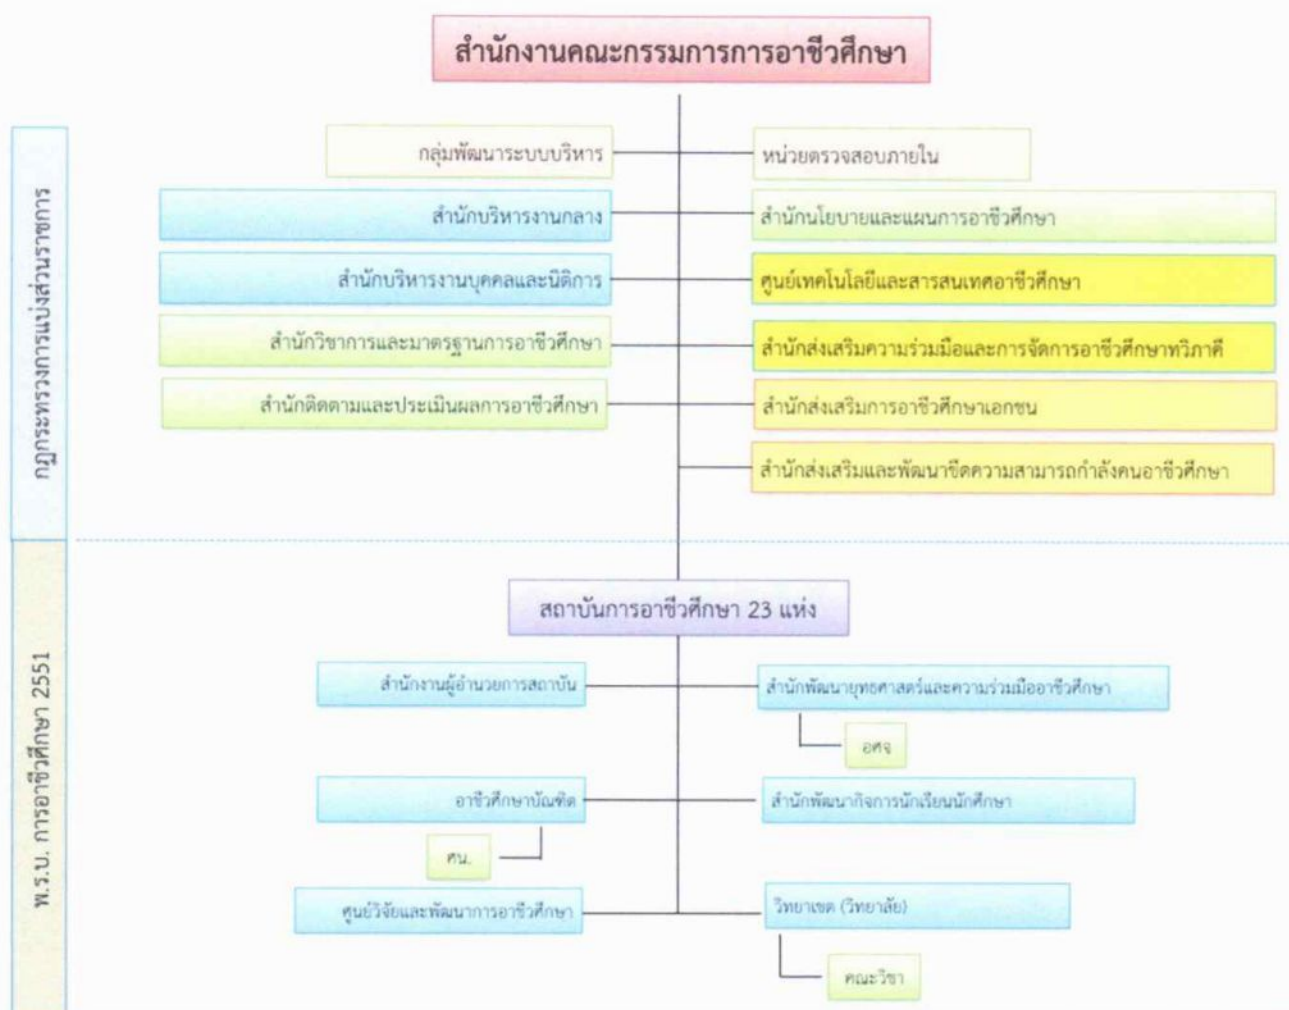 สำนักงานคณะกรรมการการอาชีวศึกษา
กฎกระทรวงการแบ่งส่วนราชการ
กลุ่มพัฒนาระบบบริหาร
หน่วยตรวจสอบภายใน
สำนักบริหารงานกลาง
สำนักนโยบายและแผนการอาชีวศึกษา
สำนักบริหารงานบุคคลและนิติการ
ศูนย์เทคโนโลยีและสารสนเทศอาชีวศึกษา
สำนักวิชาการและมาตรฐานการอาชีวศึกษา
สำนักส่งเสริมความร่วมมือและการจัดการอาชีวศึกษาทวิภาคี
สำนักติดตามและประเมินผลการอาชีวศึกษา
สำนักส่งเสริมการอาชีวศึกษาเอกชน
สำนักส่งเสริมและพัฒนาขีดความสามารถกำลังคนอาชีวศึกษา
พ.ร.บ. การอาชีวศึกษา 2551
สถาบันการอาชีวศึกษา 23 แห่ง
สำนักงานผู้อำนวยการสถาบัน
สำนักพัฒนายุทธศาสตร์และความร่วมมืออาชีวศึกษา
อศจ
อาชีวศึกษาบัณฑิต
สำนักพัฒนากิจการนักเรียนนักศึกษา
ศน.
ศูนย์วิจัยและพัฒนาการอาชีวศึกษา
วิทยาเขต (วิทยาลัย)
คณะวิชา